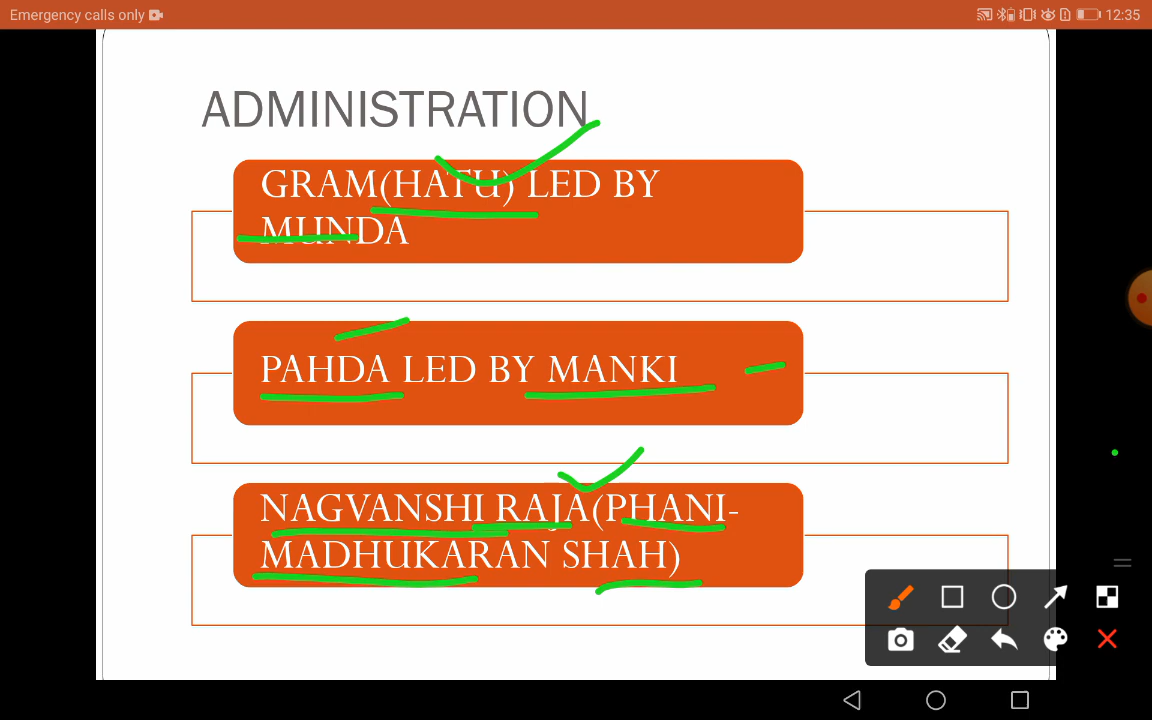 Emergency calls only
12:35
ADMINISTRATION
GRAM(HATU) LED BY
MUNDA
PAHDA LED BY MANKI
NAGVANSHI RAJA(PHANI-
MADHUKARAN SHAH)